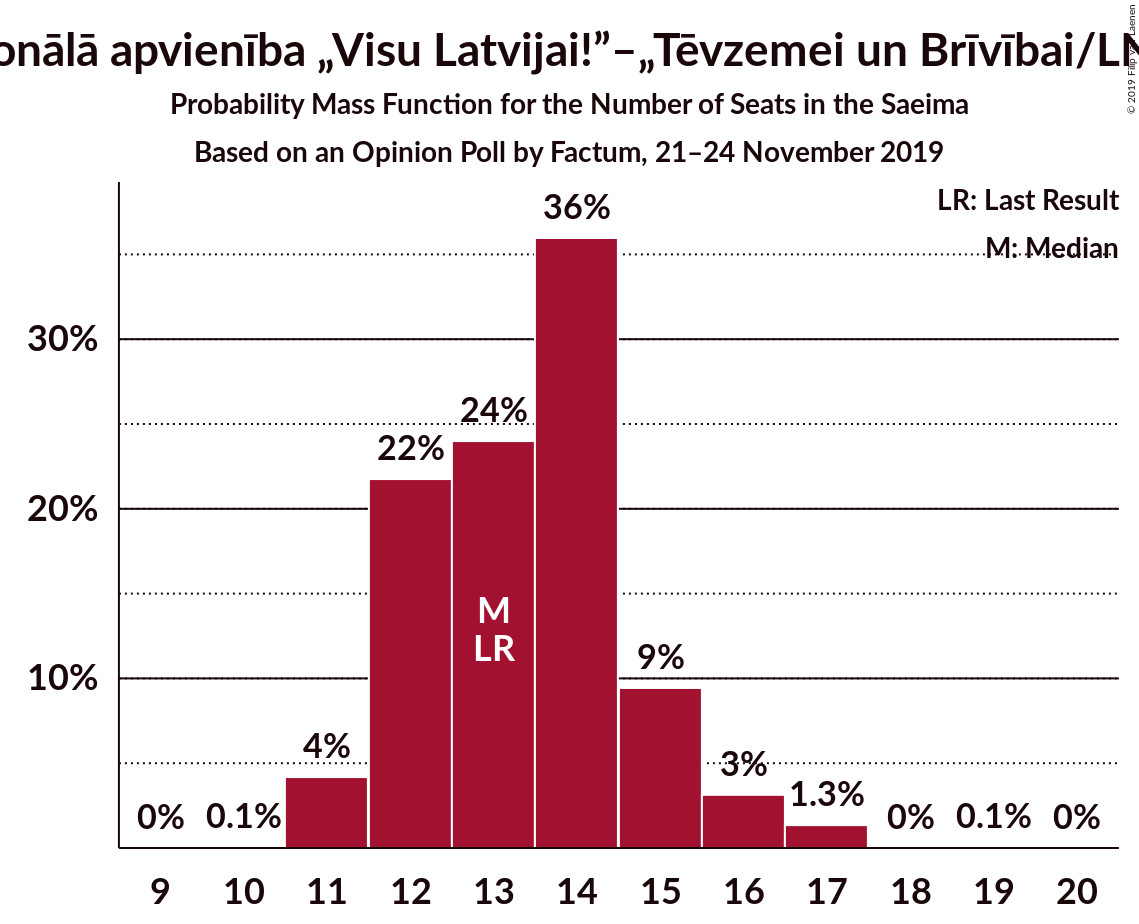 onālā apvienība „Visu Latvijai!”–„Tēvzemei un Brīvībai/LN
© 2019 Filip van Laenen
Probability Mass Function for the Number of Seats in the Saeima
Based on an Opinion Poll by Factum, 21–24 November 2019
LR: Last Result
M: Median
36%
30%
24%
22%
20%
M
LR
10%
9%
4%
3%
1.3%
0% 0.1% 0% 0.1% 0%
9 10 11 12 13 14 15 16 17 18 19 20